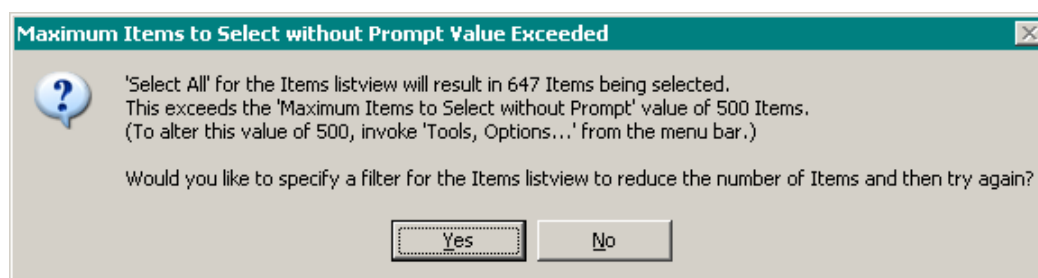 Maximum Items to Select without Prompt Value Exceeded
'Select All' for the Items listview will result in 647 Items being selected.
This exceeds the 'Maximum Items to Select without Prompt' value of 500 Items.
(To alter this value of 500, invoke 'Tools, Options...' from the menu bar.)
Would you like to specify a filter for the Items listview to reduce the number of Items and then try again?
Yes No